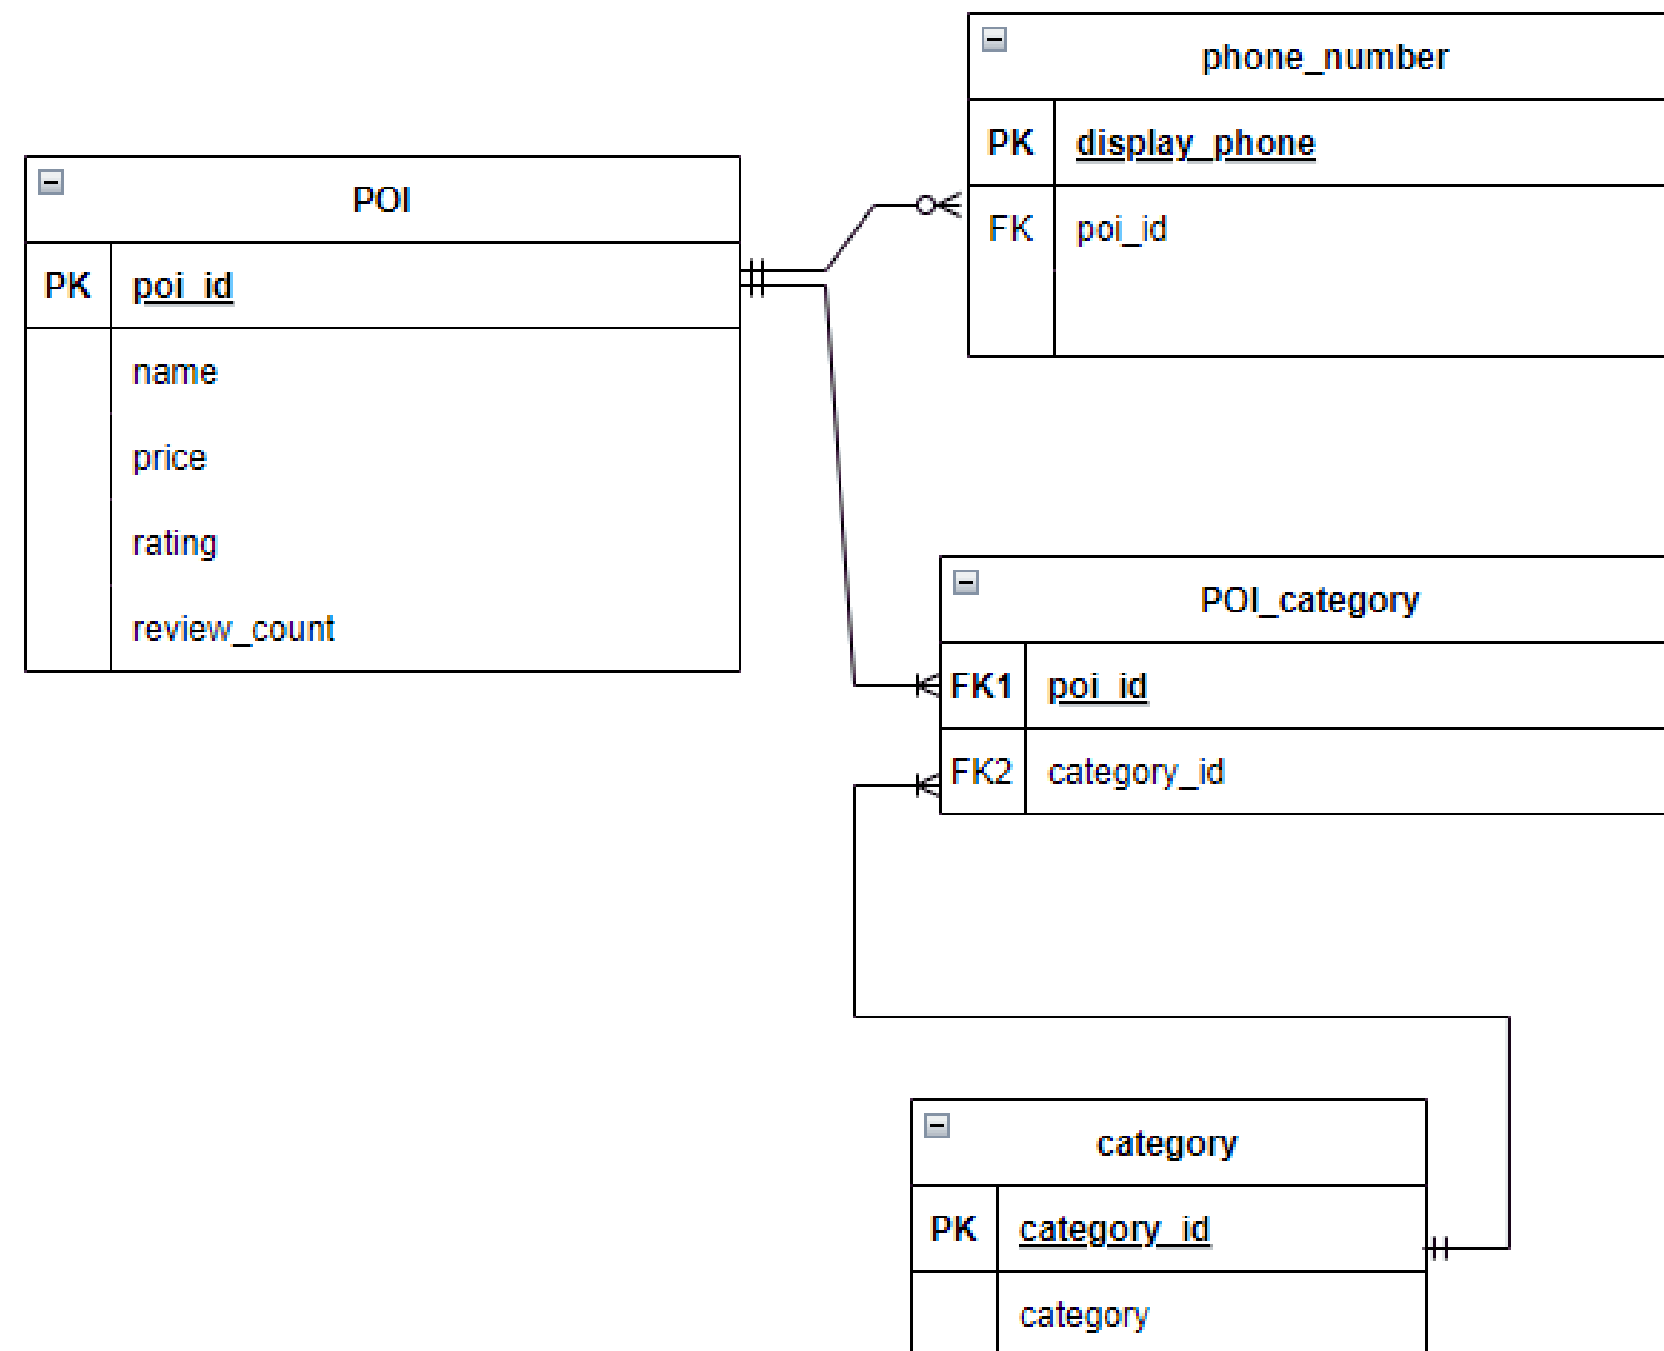 phone_number
PK display_phone
FK poi_id
POI
PK poi_id
name
price
rating
review_count
POI_category
FK1 poi_id
FK2 category_id
category
PK category_id
category